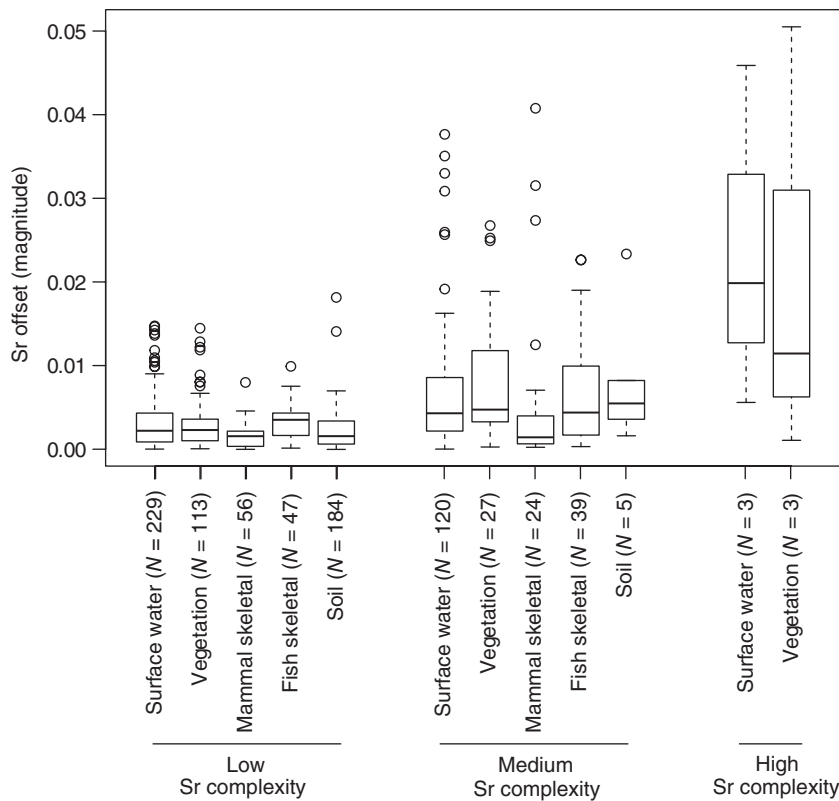 0.05
0.04
0.03
0.02
0.01
0.00
Sr offset (magnitude)
Surface water (N = 229)
Vegetation (N = 113)
Mammal skeletal (N = 56)
Fish skeletal (N = 47)
Soil (N = 184)
Surface water (N = 120)
Vegetation (N = 27)
Mammal skeletal (N = 24)
Fish skeletal (N = 39)
Soil (N = 5)
Surface water (N = 3)
Vegetation (N = 3)
Low
Sr complexity
Medium
Sr complexity
High
Sr complexity